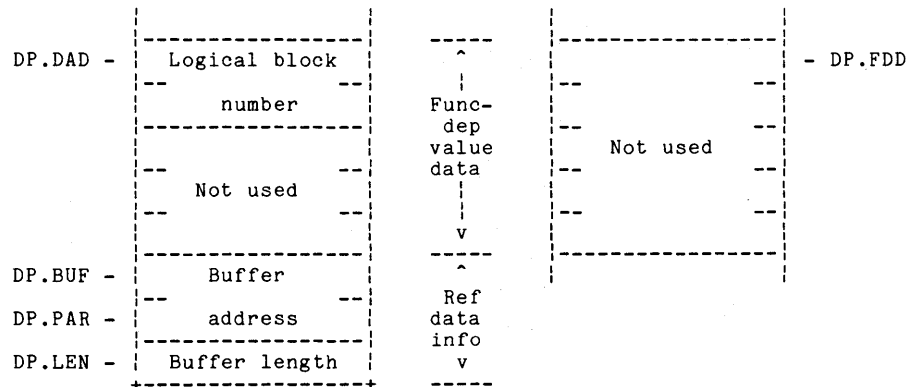 DP.DAD - Logical block ^ - DP.FDD
number Func-
dep
value Not used
data
Not used
v
DP.BUF - Buffer ^
Ref
DP.PAR - address data
info
DP.LEN - Buffer length v